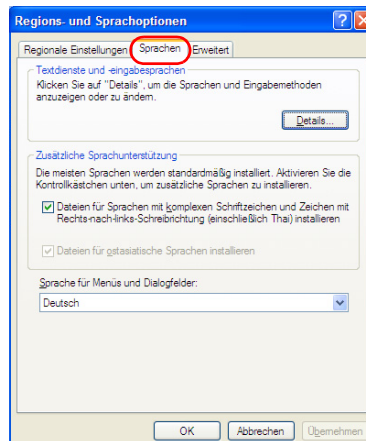 Regions- und Sprachoptionen
Regionale Einstellungen Sprachen Erweitert
Textdienste und -eingabesprachen
Klicken Sie auf "Details", um die Sprachen und Eingabemethoden
anzuzeigen oder zu ändern.
Details...
Zusätzliche Sprachunterstützung
Die meisten Sprachen werden standardmäßig installiert. Aktivieren Sie die
Kontrollkästchen unten, um zusätzliche Sprachen zu installieren.
Dateien für Sprachen mit komplexen Schriftzeichen und Zeichen mit
Rechts-nach-links-Schreibrichtung (einschließlich Thai) installieren
Dateien für ostasiatische Sprachen installieren
Sprache für Menüs und Dialogfelder:
Deutsch
OK Abbrechen Übernehmen